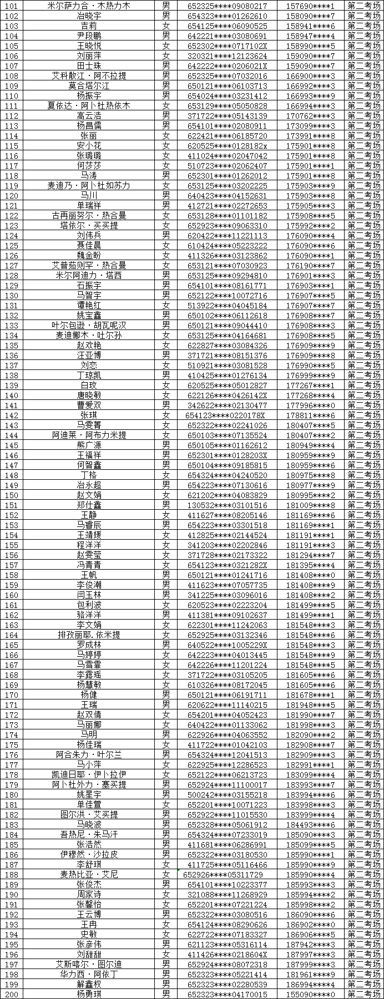 101 米尔萨力合·木热力木 男 652325****09080217 157690****1 第二考场
102 冶晓宇 男 654323****01262610 158090****7 第二考场
103 吉莉 女 654125****06090525 158941****6 第二考场
104 尹段鹏 男 642221****03080691 158947****4 第二考场
105 王晓悦 女 652302****0717102X 158990****5 第二考场
106 刘丽萍 女 320321****12123624 159090****7 第二考场
107 田士珠 男 642222****0206021X 159090****7 第二考场
108 艾科散江·阿不拉提 男 652325****07032016 166900****3 第二考场
109 莫合塔尔江 男 650121****06103713 166992****3 第二考场
110 杨振宇 男 654024****03231412 166993****9 第二考场
111 夏依达·阿卜杜热依木 女 653129****05050828 166994****3 第二考场
112 高云浩 男 371722****05143139 170762****3 第二考场
113 杨昌儒 男 654101****02080911 173099****3 第二考场
114 张丽 女 622421****06185720 173991****8 第二考场
115 安小花 女 620525****0128182x 175901****8 第二考场
116 张璐璐 女 411024****02047042 175901****8 第二考场
117 何莎莎 女 510723****02062407 175901****1 第二考场
118 马涛 男 652301****01262012 175901****8 第二考场
119 麦迪乃·阿卜杜如苏力 女 653125****03202225 175903****9 第二考场
120 马川 男 640423****04152631 175903****8 第二考场
121 单瑞祥 男 412721****02272653 175905****3 第二考场
122 古再丽努尔·热合曼 女 653128****01101182 175908****5 第二考场
123 塔依尔·买买提 女 652923****09063310 175992****2 第二考场
124 刘伟兵 男 620422****11221113 176090****4 第二考场
125 聂佳晨 女 610424****05223222 176090****6 第二考场
126 魏金盼 女 411326****03123862 176090****1 第二考场
127 艾普茹则罕·热合曼 女 653121****07030923 176190****7 第二考场
128 米尔阿迪力·塔西 男 653125****09294810 176901****3 第二考场
129 石振宇 男 654101****08161771 176903****1 第二考场
130 马智宇 男 652122****10072716 176907****5 第二考场
131 谭艳红 女 513922****04045184 176907****7 第二考场
132 姚宝鑫 男 650102****06112618 176908****7 第二考场
133 叶尔包逊·胡瓦呢汉 男 650121****09044410 176908****3 第二考场
134 麦迪娜木·吐尔孙 女 653125****04164681 176908****5 第二考场
135 赵欢艳 女 622827****03084326 176909****9 第二考场
136 汪亚博 男 371721****08151376 176909****8 第二考场
137 刘恋 女 510921****03081528 176990****5 第二考场
138 丁琼凯 男 410425****01276134 176999****9 第二考场
139 白玟 女 620525****05012827 177267****1 第二考场
140 唐晓敏 女 622126****0426142X 177268****4 第二考场
141 曹爱双 男 342622****02130477 177996****0 第二考场
142 张琪 女 654123****0220178X 178811****6 第二考场
143 马雯菁 女 652322****02241026 180407****5 第二考场
144 阿迪莱·阿布力米提 女 650103****07135524 180407****2 第二考场
145 熊广源 男 650105****01162612 180949****4 第二考场
146 王福祥 男 652301****0128203X 180959****9 第二考场
147 何智鑫 男 650104****09185815 180959****6 第二考场
148 丁格 女 654324****04240520 180975****8 第二考场
149 冶永超 男 654223****07130616 180977****9 第二考场
150 赵文娟 女 621202****04083829 180995****2 第二考场
151 郑仕鑫 男 130532****03101516 181009****8 第二考场
152 王静 女 411627****08205146 181169****6 第二考场
153 马睿辰 男 654223****03301518 181169****1 第二考场
154 王靖媛 女 412825****02144524 181191****1 第二考场
155 程洋洋 女 341203****02202846 181191****3 第二考场
156 赵雯莹 女 371728****02173322 181294****7 第二考场
157 冯青青 女 654123****0321282X 181395****4 第二考场
158 王帆 男 650121****01241716 181408****0 第二考场
159 李俊潮 男 411623****07057735 181408****9 第二考场
160 闫玉林 男 341225****03096016 181408****2 第二考场
161 包利波 女 620523****02223204 181499****5 第二考场
162 骆洋洋 男 411381****09102637 181499****1 第二考场
163 李文娟 女 622301****11242063 181548****3 第二考场
164 排孜丽耶.依米提 女 652925****03132346 181548****6 第二考场
165 罗成林 男 640522****1005229X 181548****3 第二考场
166 马婷婷 女 642223****04013445 181548****9 第二考场
167 马雪霏 女 642226****11201224 181548****5 第二考场
168 李露瑶 女 371722****03105205 181605****6 第二考场
169 杨慧敏 女 610326****08172045 181605****6 第二考场
170 杨健 男 650121****06191711 181678****1 第二考场
171 王瑞 男 620622****11140215 181948****5 第二考场
172 赵双倩 女 654201****04052423 181990****7 第二考场
173 马丽娜 女 640422****01133062 181998****3 第二考场
174 马明 男 622926****04063552 182090****2 第二考场
175 杨佳瑞 女 411722****01042103 182908****7 第二考场
176 阿合朱力·叶尔兰 男 654324****12041513 182909****3 第二考场
177 马小萍 女 622925****12286523 182991****1 第二考场
178 凯迪日耶·伊卜拉伊 女 652122****06213723 183099****4 第二考场
179 阿卜杜外力·塞买提 男 652924****11100017 183993****7 第二考场
180 姚星宇 男 500242****03155218 183994****6 第二考场
181 单佳萱 女 652201****10071223 183998****3 第二考场
182 图尔洪·艾买提 男 652922****11015530 183999****4 第二考场
183 马晓波 男 652328****05061912 184493****6 第二考场
184 吾热尼·朱马汗 男 654324****07233019 185090****3 第二考场
185 张浩然 男 411681****06286991 185099****5 第二考场
186 伊穆然·沙拉皮 男 652322****03180530 185990****1 第二考场
187 李舒琪 女 411725****05116466 185990****9 第二考场
188 麦热比亚·艾尼 女 652926****05311729 185990****4 第二考场
189 张俊杰 男 654101****10223377 185993****3 第二考场
190 周家诗 女 321088****11268929 185994****2 第二考场
191 张馨怡 女 652201****07221224 185998****2 第二考场
192 王云博 男 652322****03080516 186090****6 第二考场
193 王冉 女 654124****08290626 186902****0 第二考场
194 史敏 女 622722****07183327 186906****5 第二考场
195 张彦伟 男 621123****05316114 187942****3 第二考场
196 刘甜甜 女 411426****0218604X 187997****3 第二考场
197 艾斯喀尔·图尔迪 男 652924****08072318 187999****3 第二考场
198 华力西·阿依丁 男 652323****05221414 181961****9 第二考场
199 解鑫权 男 652323****02280539 186994****4 第二考场
200 杨勇琪 男 652323****04170015 155090****0 第二考场